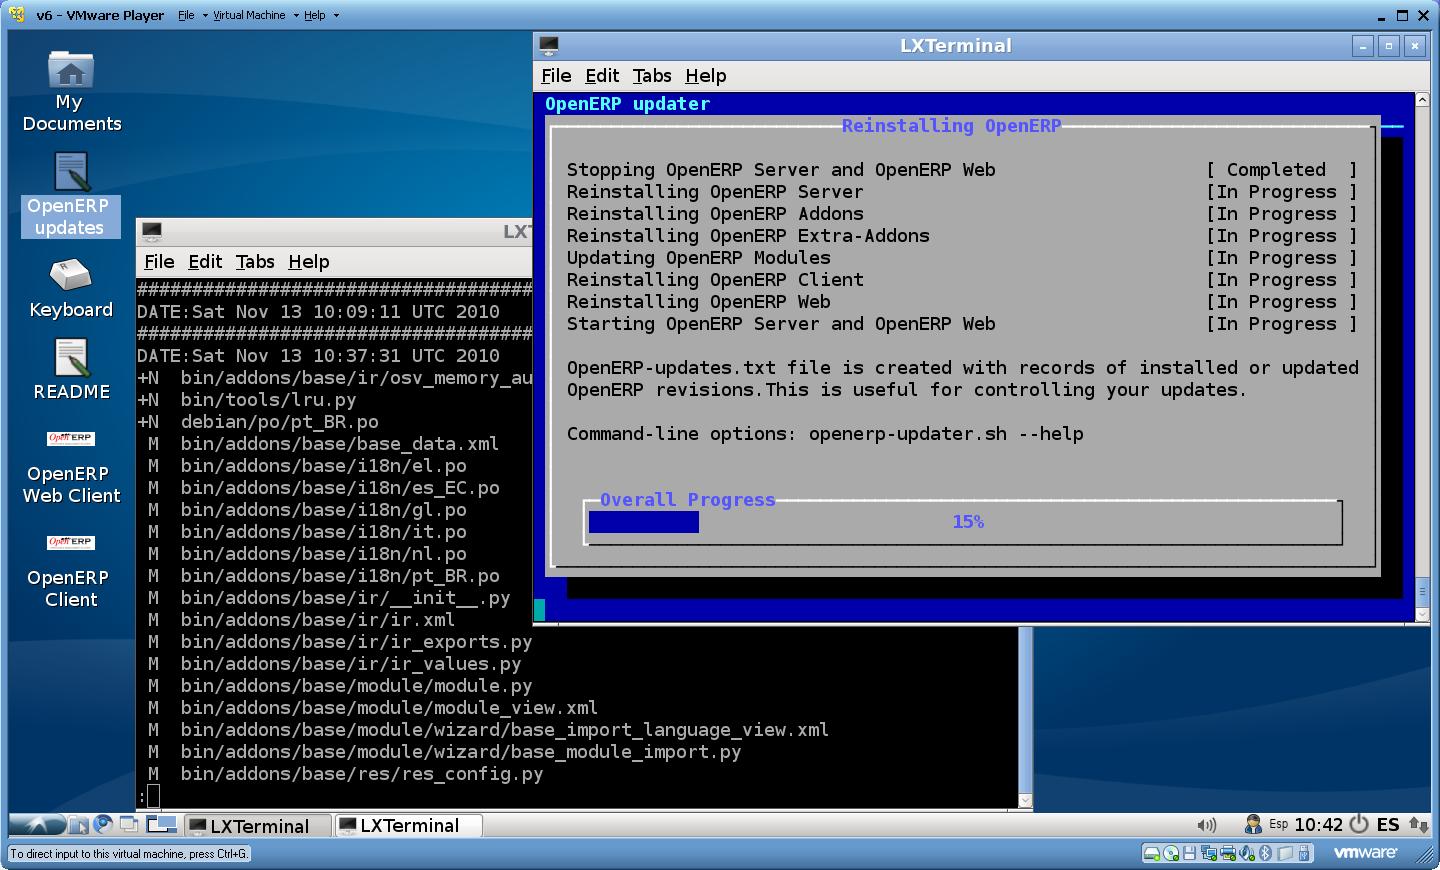 v6 - VMware Player File Virtual Machine Help
My
Documents
OpenERP
updates
Keyboard
README
OpenERP
OpenERP
Web Client
OpenERP
OpenERP
Client
LXT
File Edit Tabs Help
####################################
DATE:Sat Nov 13 10:09:11 UTC 2010
####################################
DATE:Sat Nov 13 10:37:31 UTC 2010
+N bin/addons/base/ir/osv_memory_au
+N bin/tools/lru.py
+N debian/po/pt_BR.po
M bin/addons/base/base_data.xml
M bin/addons/base/i18n/el.po
M bin/addons/base/i18n/es_EC.po
M bin/addons/base/i18n/gl.po
M bin/addons/base/i18n/it.po
M bin/addons/base/i18n/nl.po
M bin/addons/base/i18n/pt_BR.po
M bin/addons/base/ir/__init__.py
M bin/addons/base/ir/ir.xml
M bin/addons/base/ir/ir_exports.py
M bin/addons/base/ir/ir_values.py
M bin/addons/base/module/module.py
M bin/addons/base/module/module_view.xml
M bin/addons/base/module/wizard/base_import_language_view.xml
M bin/addons/base/module/wizard/base_module_import.py
M bin/addons/base/res/res_config.py
:
LXTerminal
File Edit Tabs Help
OpenERP updater
Reinstalling OpenERP
Stopping OpenERP Server and OpenERP Web [ Completed ]
Reinstalling OpenERP Server [In Progress ]
Reinstalling OpenERP Addons [In Progress ]
Reinstalling OpenERP Extra-Addons [In Progress ]
Updating OpenERP Modules [In Progress ]
Reinstalling OpenERP Client [In Progress ]
Reinstalling OpenERP Web [In Progress ]
Starting OpenERP Server and OpenERP Web [In Progress ]
OpenERP-updates.txt file is created with records of installed or updated
OpenERP revisions.This is useful for controlling your updates.
Command-line options: openerp-updater.sh --help
Overall Progress
15%
LXTerminal LXTerminal Esp 10:42 ES
To direct input to this virtual machine, press Ctrl+G. vmware